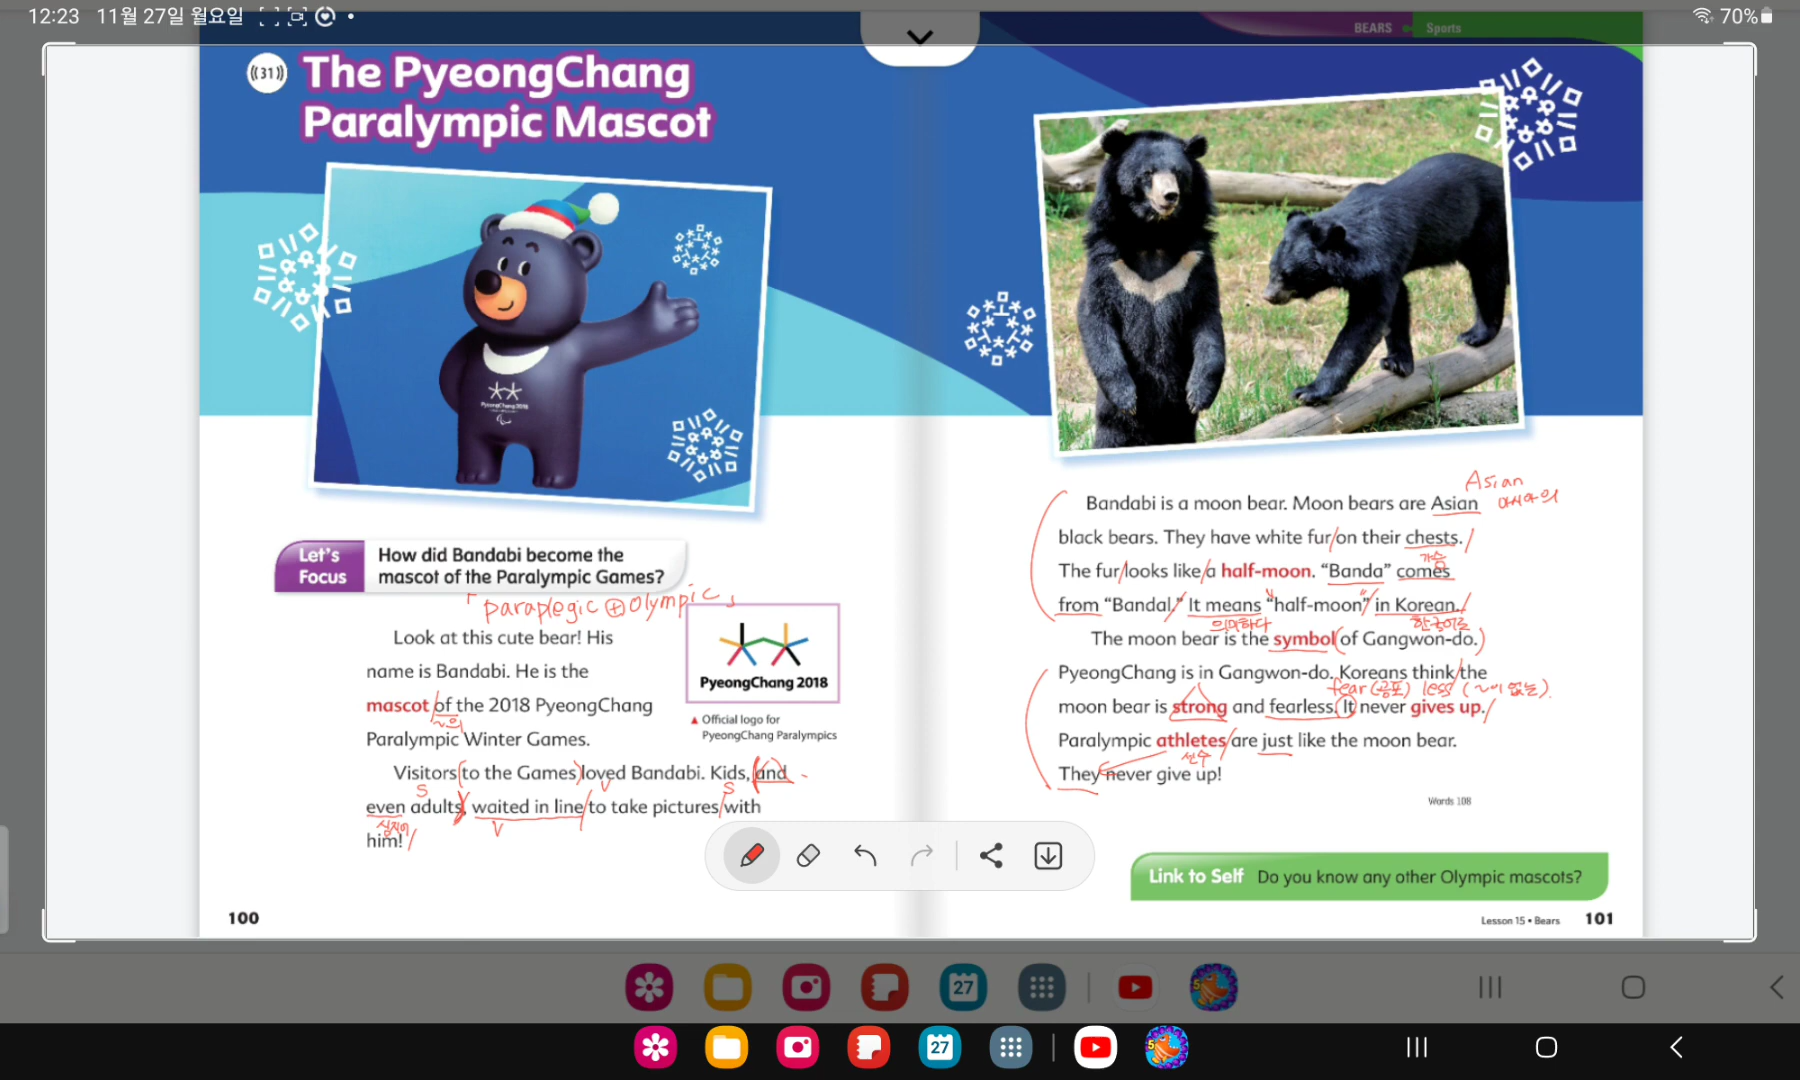 12:23 11월 27일 월요일
70%
BEARS Sports
((31)) The PyeongChang
Paralympic Mascot
PyeongChang 2018
Let's
Focus
How did Bandabi become the
mascot of the Paralympic Games?
「paraplegic ⊕ Olympic」
Look at this cute bear! His
name is Bandabi. He is the
mascot of the 2018 PyeongChang
~의
Paralympic Winter Games.
Visitors to the Games loved Bandabi. Kids, and
S V S
even adults, waited in line to take pictures with
심지어 V
him!
PyeongChang 2018
▲ Official logo for
PyeongChang Paralympics
100
Asian
아시아의
Bandabi is a moon bear. Moon bears are Asian
black bears. They have white fur on their chests.
가슴
The fur looks like a half-moon. “Banda” comes
from “Bandal.” It means “half-moon” in Korean.
의미하다 한국어로
The moon bear is the symbol of Gangwon-do.
PyeongChang is in Gangwon-do. Koreans think the
fear(공포) less (~이 없는).
moon bear is strong and fearless. It never gives up.
Paralympic athletes are just like the moon bear.
선수
They never give up!
Words 108
Link to Self Do you know any other Olympic mascots?
Lesson 15 • Bears 101
27
5
27
5